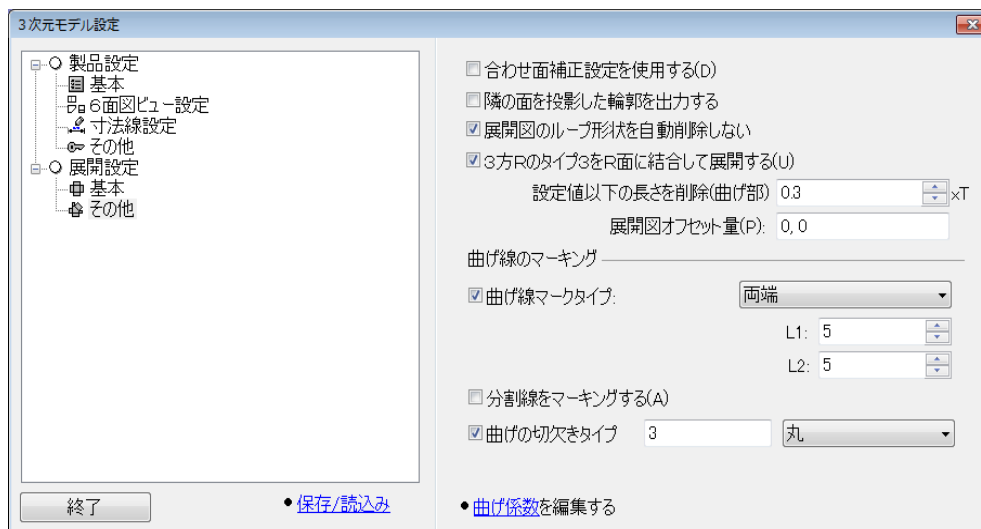 3次元モデル設定
製品設定
基本
6面図ビュー設定
寸法線設定
その他
展開設定
基本
その他
終了
保存/読込み
合わせ面補正設定を使用する(D)
隣の面を投影した輪郭を出力する
展開図のループ形状を自動削除しない
3方Rのタイプ3をR面に結合して展開する(U)
設定値以下の長さを削除(曲げ部) 0.3 xT
展開図オフセット量(P): 0, 0
曲げ線のマーキング
曲げ線マークタイプ: 両端
L1: 5
L2: 5
分割線をマーキングする(A)
曲げの切欠きタイプ 3 丸
曲げ係数を編集する